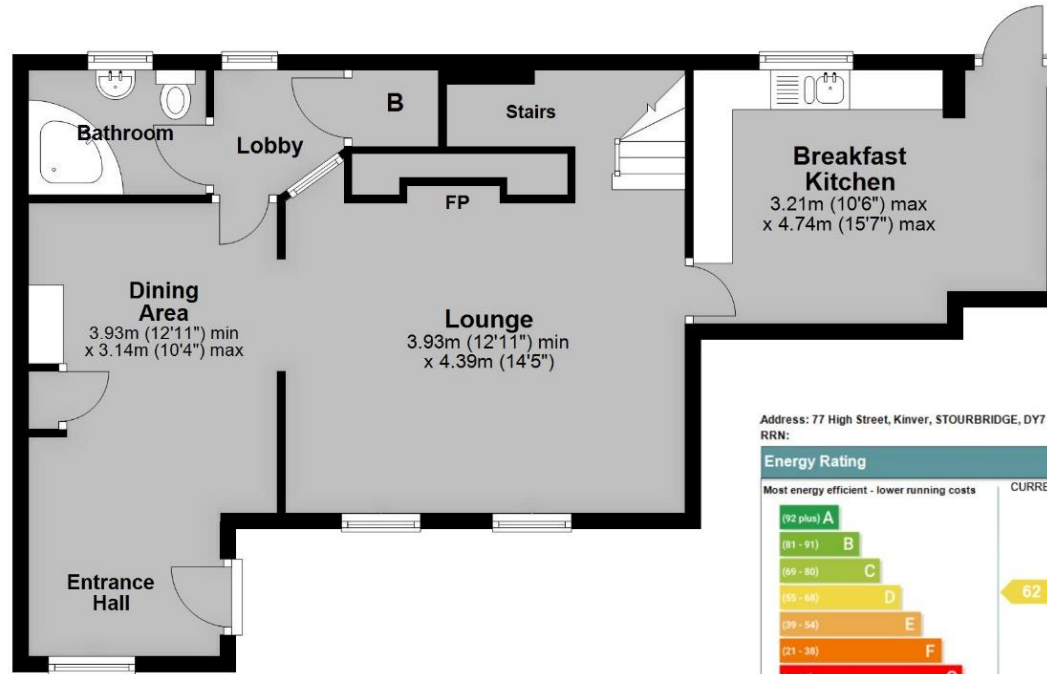 Bathroom
Lobby
B
Stairs
FP
Breakfast
Kitchen
3.21m (10'6") max
x 4.74m (15'7") max
Dining
Area
3.93m (12'11") min
x 3.14m (10'4") max
Lounge
3.93m (12'11") min
x 4.39m (14'5")
Entrance
Hall
Address: 77 High Street, Kinver, STOURBRIDGE, DY7
RRN:
Energy Rating
Most energy efficient - lower running costs
CURRE
(92 plus) A
(81 - 91) B
(69 - 80) C
(55 - 68) D
62
(39 - 54) E
(21 - 38) F